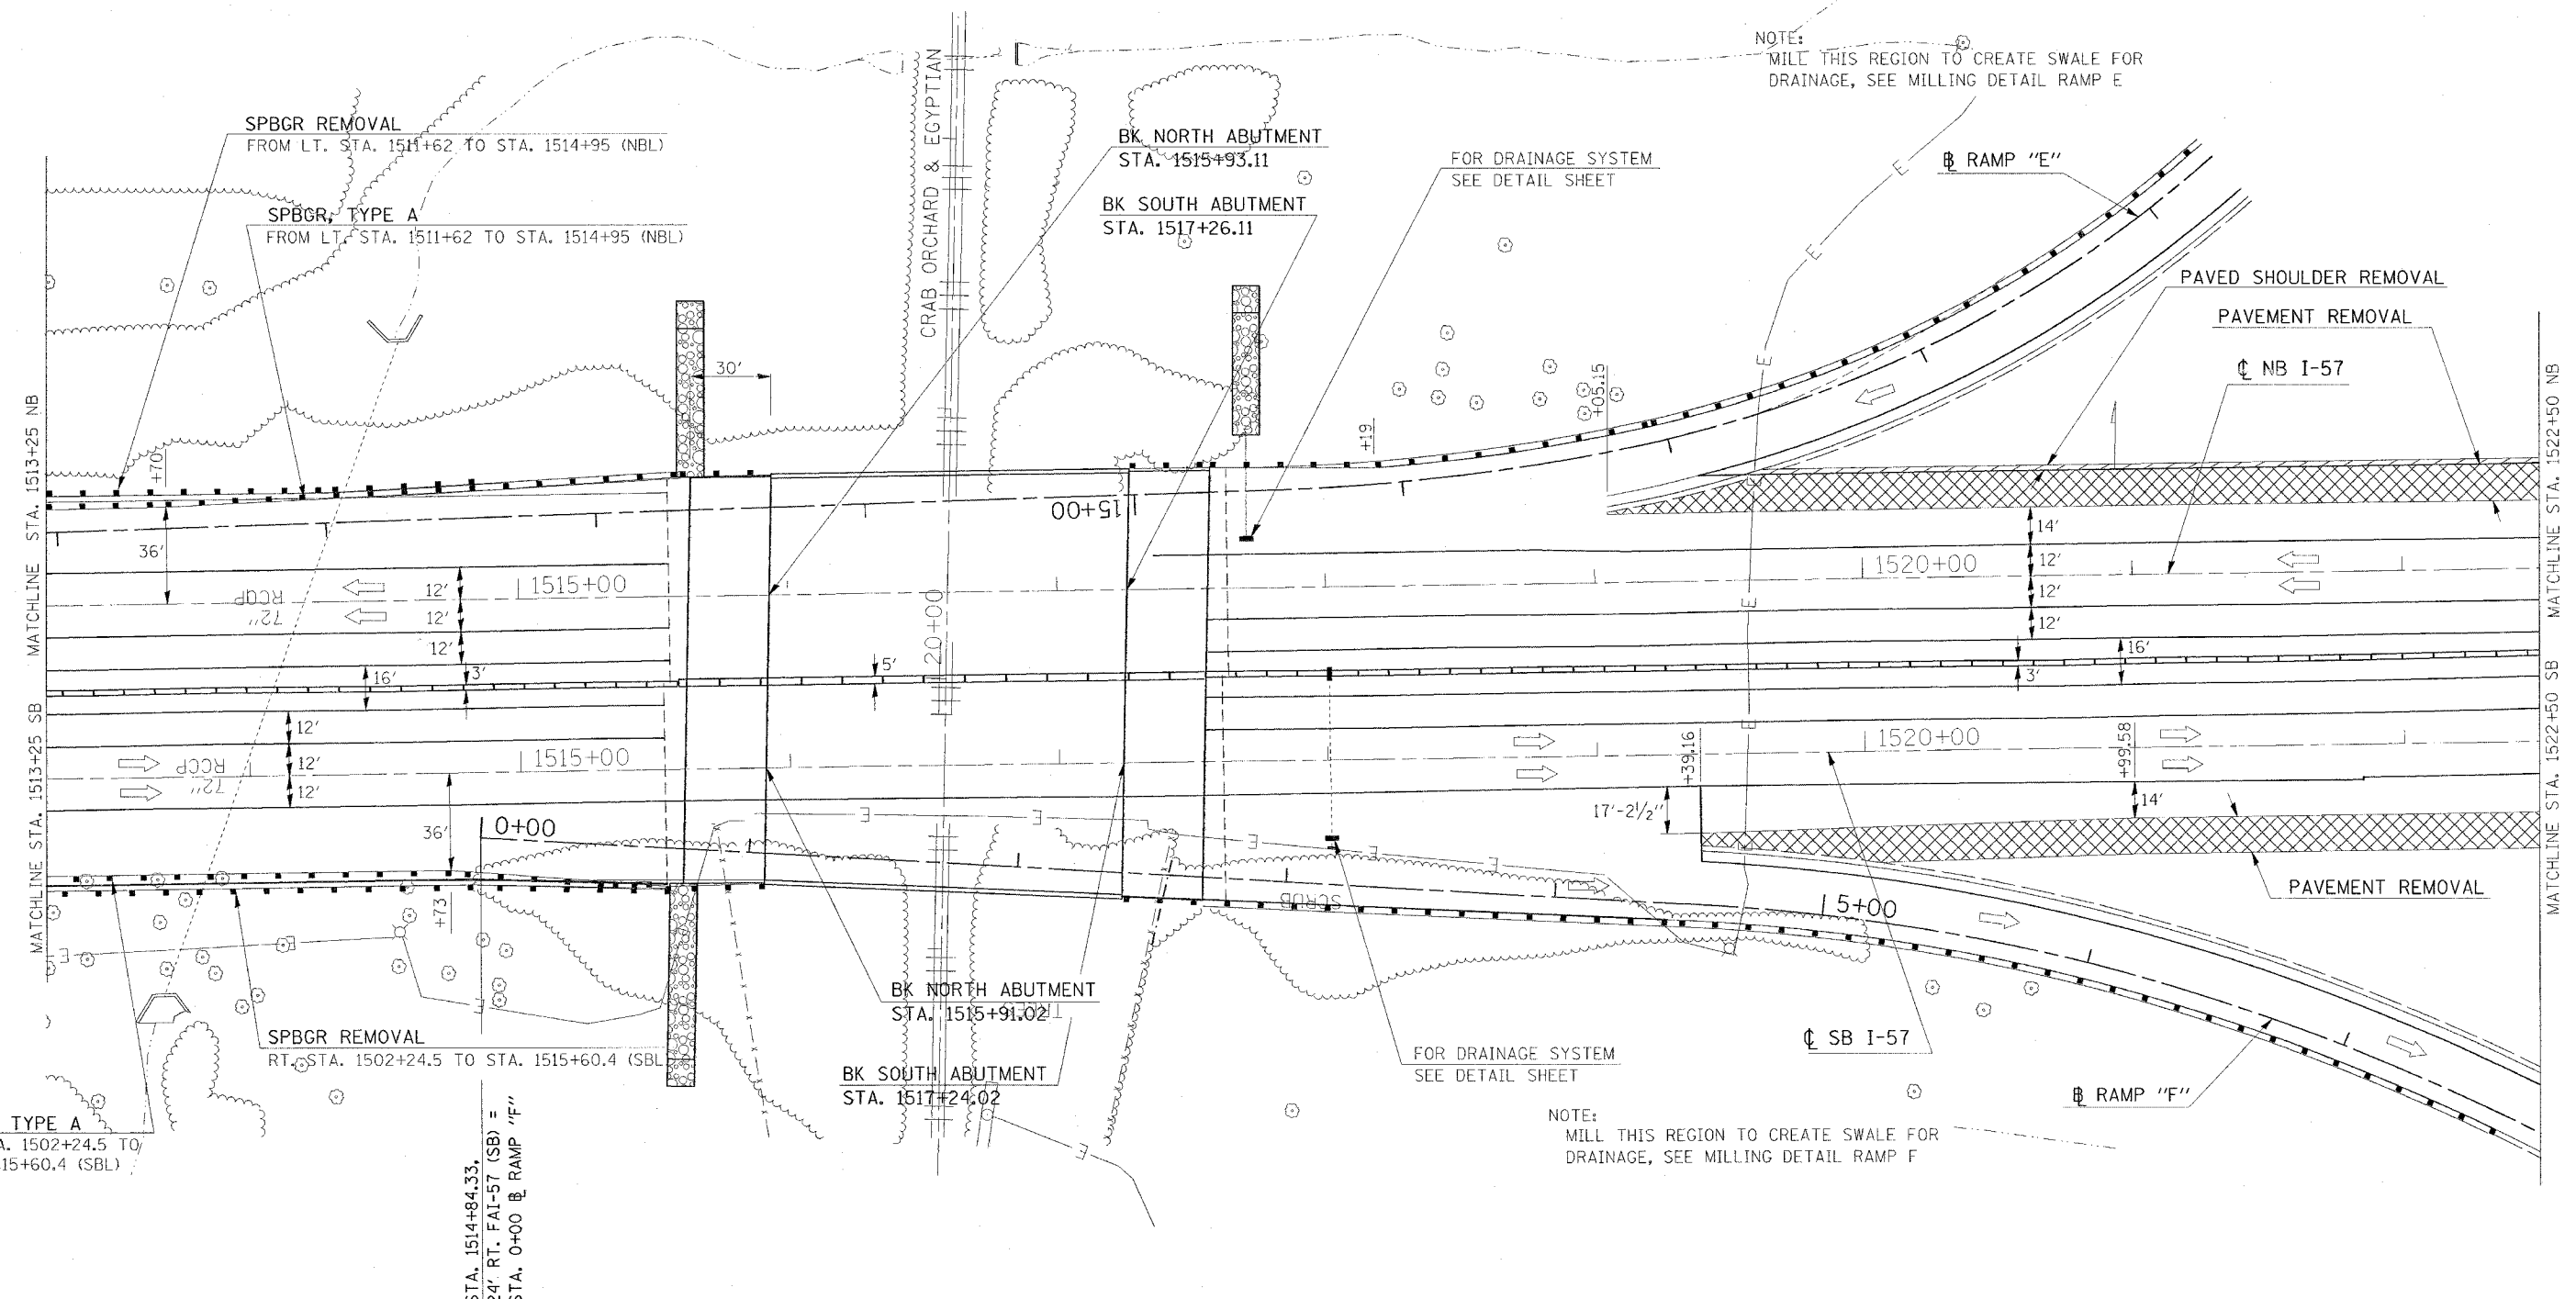 NOTE:
MILL THIS REGION TO CREATE SWALE FOR
DRAINAGE, SEE MILLING DETAIL RAMP E
SPBGR REMOVAL
FROM LT. STA. 1511+62 TO STA. 1514+95 (NBL)
SPBGR, TYPE A
FROM LT. STA. 1511+62 TO STA. 1514+95 (NBL)
CRAB ORCHARD & EGYPTIAN
BK NORTH ABUTMENT
STA. 1515+93.11
BK SOUTH ABUTMENT
STA. 1517+26.11
FOR DRAINAGE SYSTEM
SEE DETAIL SHEET
℄ RAMP "E"
PAVED SHOULDER REMOVAL
PAVEMENT REMOVAL
℄ NB I-57
MATCHLINE STA. 1513+25 NB
MATCHLINE STA. 1522+50 NB
30'
+70
+19
+05.15
E
E
E
E
E
E
E
15+00
36'
14'
12'
12'
12'
1515+00
1520+00
72"
RCCP
12'
12'
12'
120+00
16'
3'
5'
16'
3'
MATCHLINE STA. 1513+25 SB
MATCHLINE STA. 1522+50 SB
12'
12'
12'
72"
RCCP
1515+00
1520+00
+39.16
+99.58
17'-2½"
14'
36'
0+00
+73
E
E
E
E
E
E
E
E
SCRUB
5+00
PAVEMENT REMOVAL
BK NORTH ABUTMENT
STA. 1515+91.02
TREES
BK SOUTH ABUTMENT
STA. 1517+24.02
SPBGR REMOVAL
RT. STA. 1502+24.5 TO STA. 1515+60.4 (SBL
FOR DRAINAGE SYSTEM
SEE DETAIL SHEET
℄ SB I-57
℄ RAMP "F"
NOTE:
MILL THIS REGION TO CREATE SWALE FOR
DRAINAGE, SEE MILLING DETAIL RAMP F
TYPE A
A. 1502+24.5 TO
15+60.4 (SBL)
STA. 1514+84.33,
24' RT. FAI-57 (SB) =
STA. 0+00 ℄ RAMP "F"
E